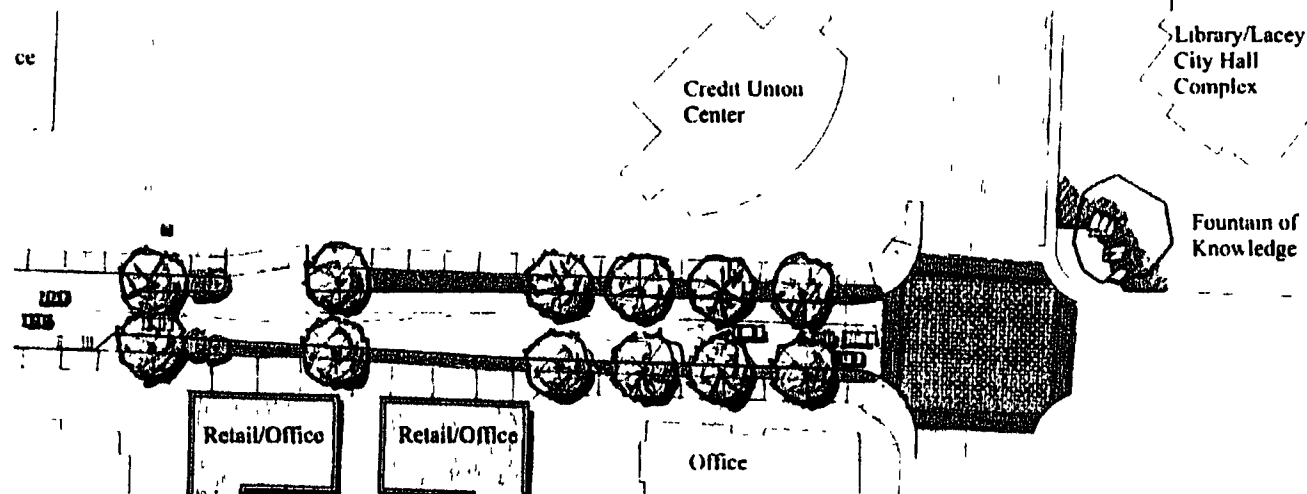 ce
Credit Union
Center
Library/Lacey
City Hall
Complex
Fountain of
Knowledge
Retail/Office
Retail/Office
Office